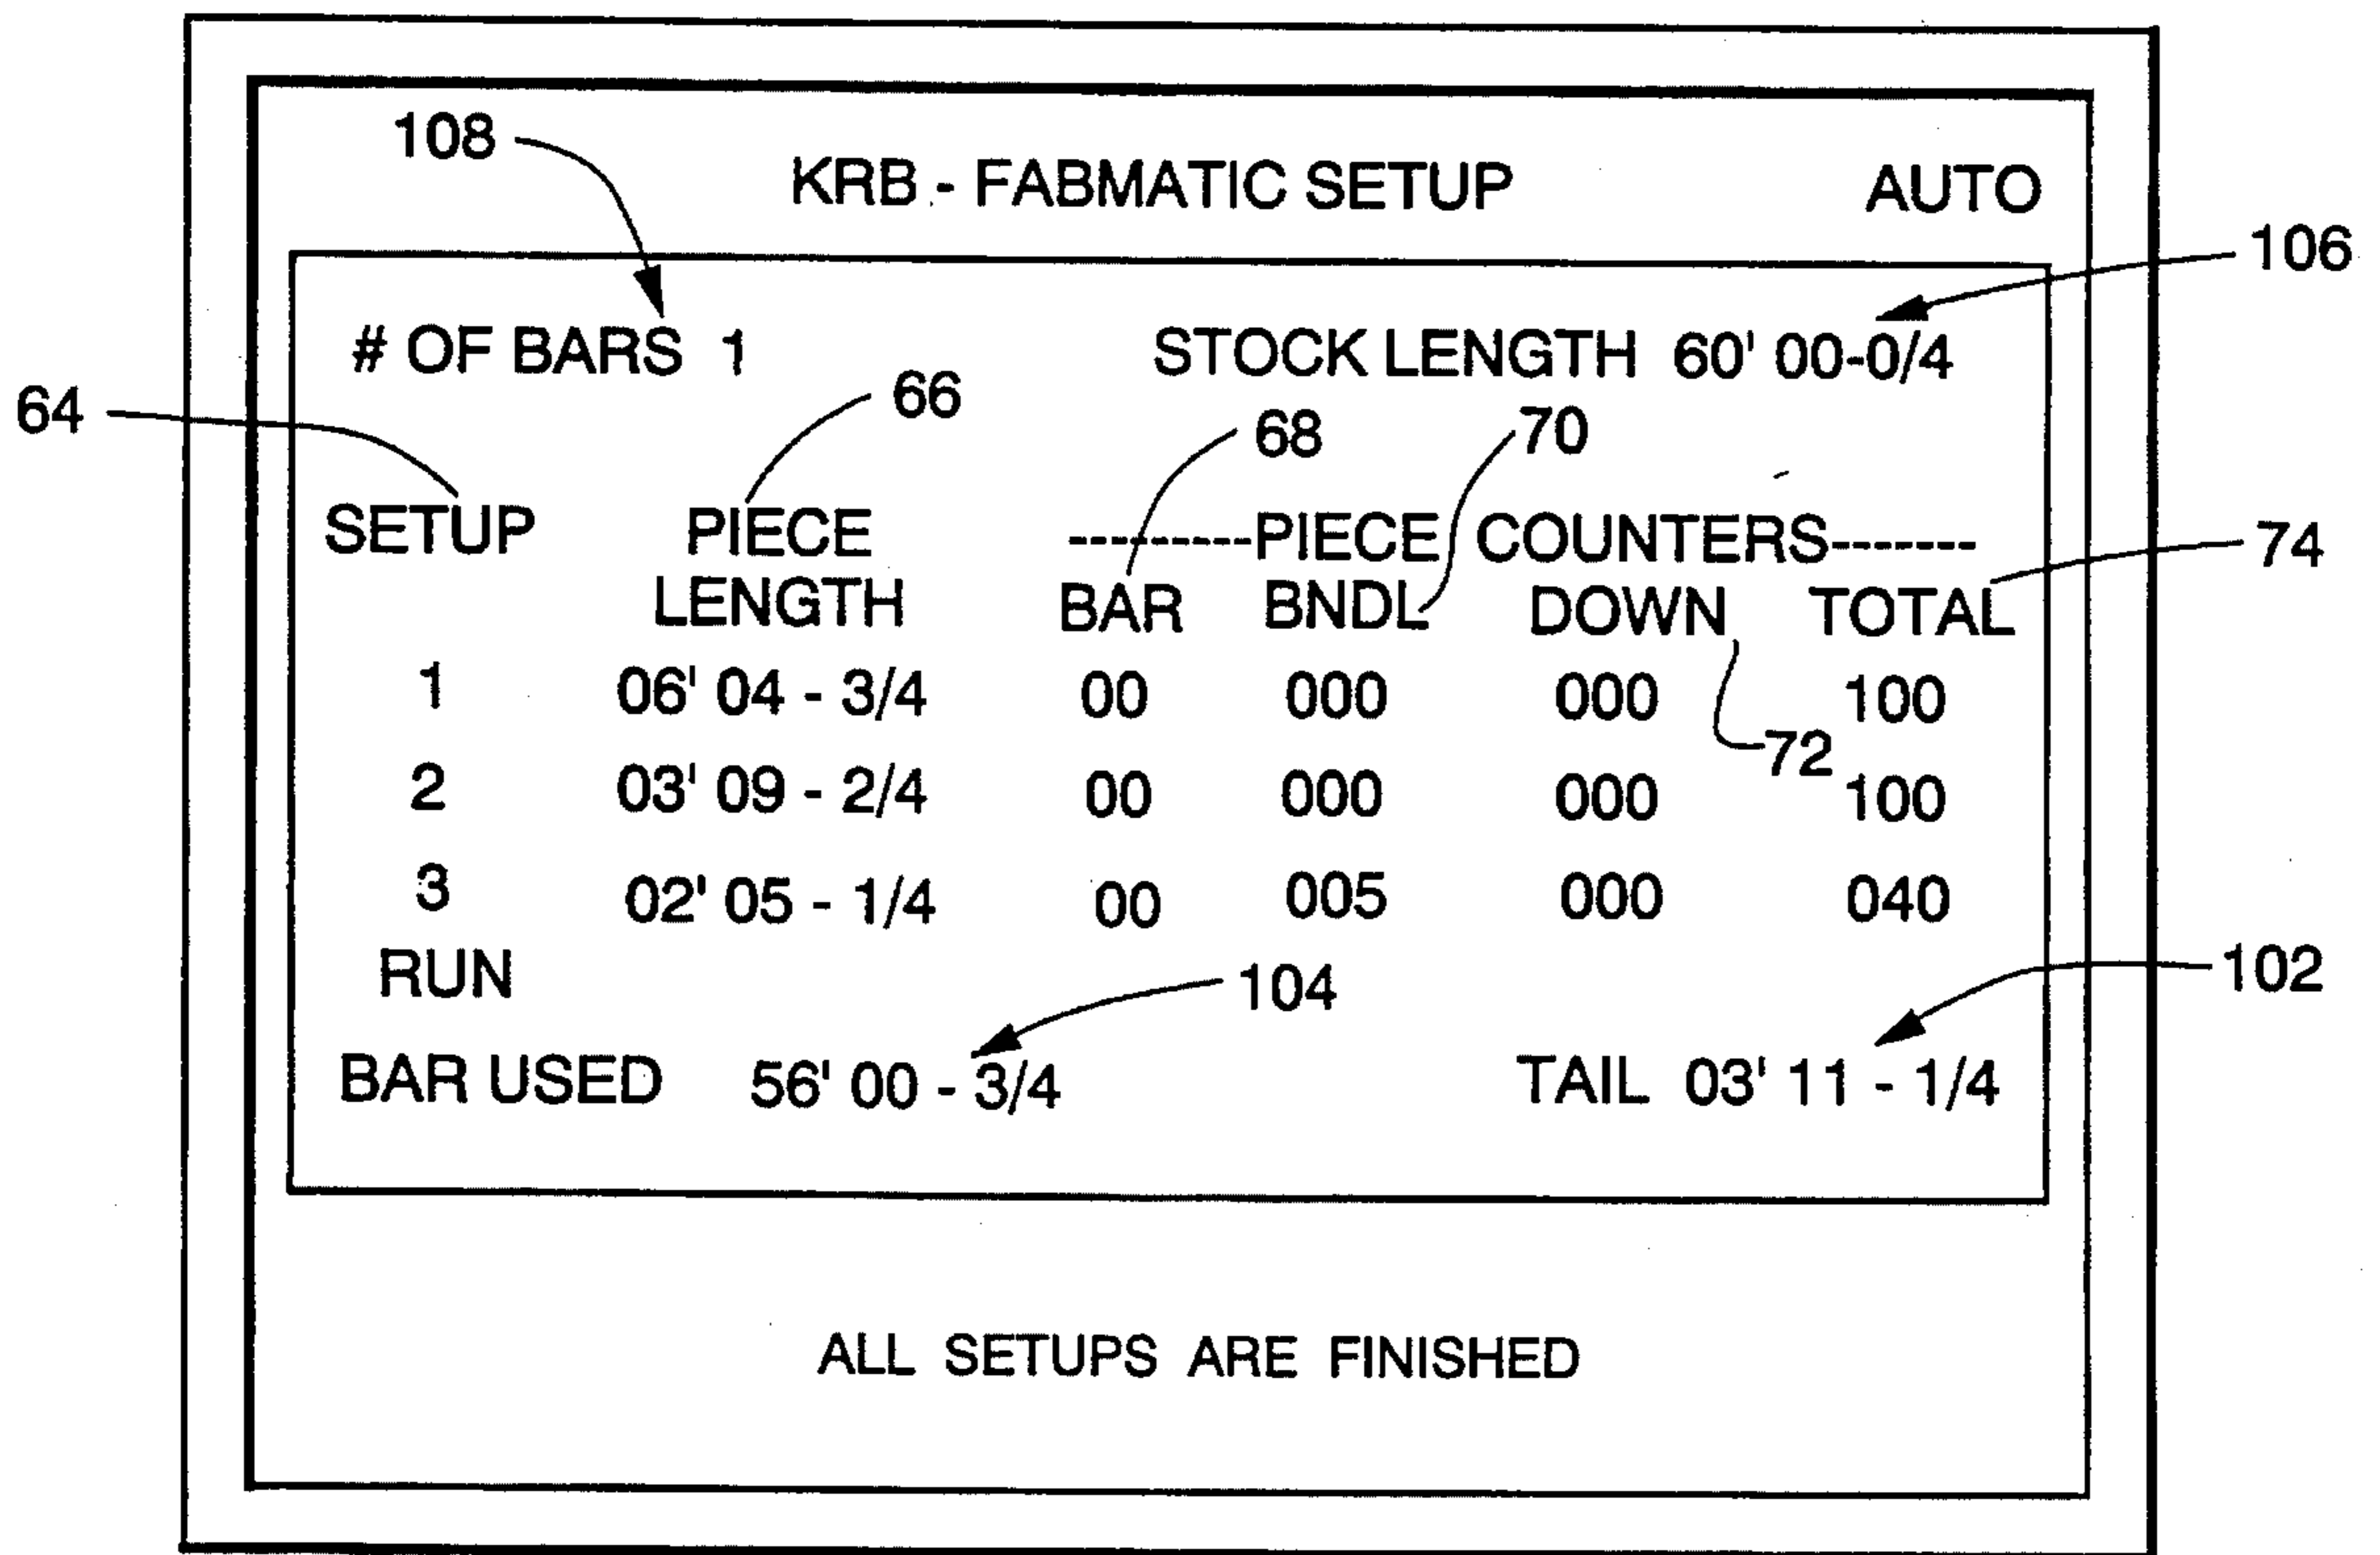 108
KRB - FABMATIC SETUP AUTO
106
# OF BARS 1 STOCK LENGTH 60' 00-0/4
64 66 68 70
SETUP PIECE ---------PIECE COUNTERS------- 74
LENGTH BAR BNDL DOWN TOTAL
1 06' 04 - 3/4 00 000 000 100
72
2 03' 09 - 2/4 00 000 000 100
3 02' 05 - 1/4 00 005 000 040
RUN 104 102
BAR USED 56' 00 - 3/4 TAIL 03' 11 - 1/4
ALL SETUPS ARE FINISHED